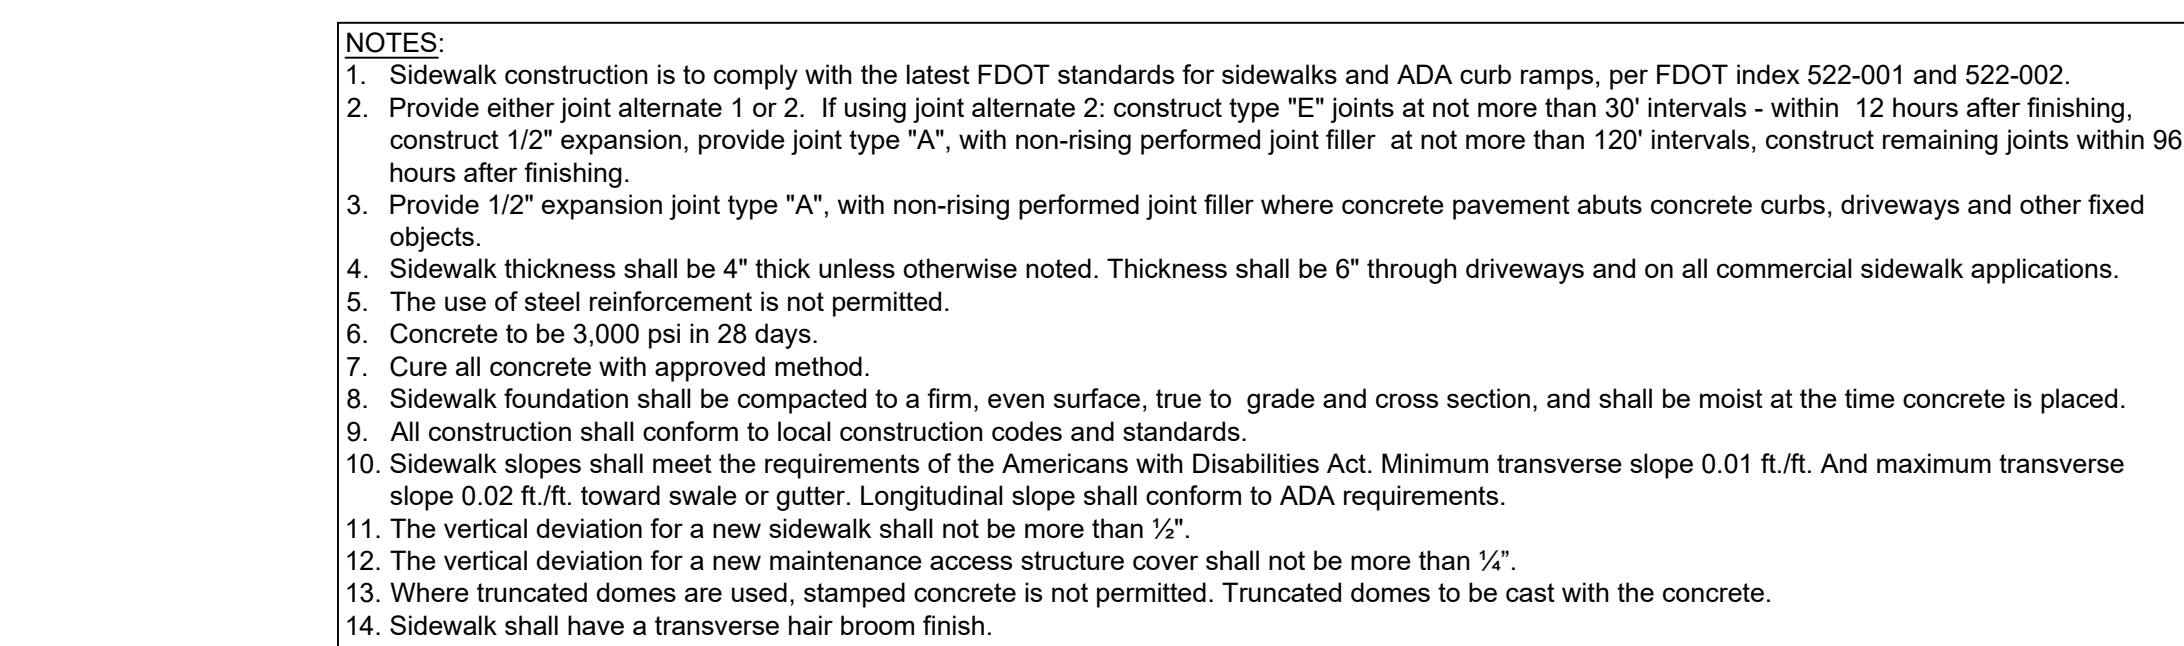 NOTES:
1. Sidewalk construction is to comply with the latest FDOT standards for sidewalks and ADA curb ramps, per FDOT index 522-001 and 522-002.
2. Provide either joint alternate 1 or 2. If using joint alternate 2: construct type "E" joints at not more than 30' intervals - within 12 hours after finishing,
construct 1/2" expansion, provide joint type "A", with non-rising performed joint filler at not more than 120' intervals, construct remaining joints within 96
hours after finishing.
3. Provide 1/2" expansion joint type "A", with non-rising performed joint filler where concrete pavement abuts concrete curbs, driveways and other fixed
objects.
4. Sidewalk thickness shall be 4" thick unless otherwise noted. Thickness shall be 6" through driveways and on all commercial sidewalk applications.
5. The use of steel reinforcement is not permitted.
6. Concrete to be 3,000 psi in 28 days.
7. Cure all concrete with approved method.
8. Sidewalk foundation shall be compacted to a firm, even surface, true to grade and cross section, and shall be moist at the time concrete is placed.
9. All construction shall conform to local construction codes and standards.
10. Sidewalk slopes shall meet the requirements of the Americans with Disabilities Act. Minimum transverse slope 0.01 ft./ft. And maximum transverse
slope 0.02 ft./ft. toward swale or gutter. Longitudinal slope shall conform to ADA requirements.
11. The vertical deviation for a new sidewalk shall not be more than ½".
12. The vertical deviation for a new maintenance access structure cover shall not be more than ¼”.
13. Where truncated domes are used, stamped concrete is not permitted. Truncated domes to be cast with the concrete.
14. Sidewalk shall have a transverse hair broom finish.